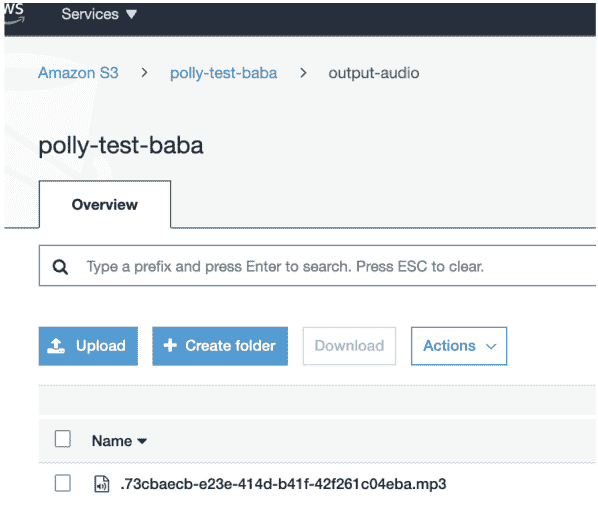 WS Services
Amazon S3 > polly-test-baba > output-audio
polly-test-baba
Overview
Type a prefix and press Enter to search. Press ESC to clear.
Upload + Create folder Download Actions
Name
.73cbaecb-e23e-414d-b41f-42f261c04eba.mp3